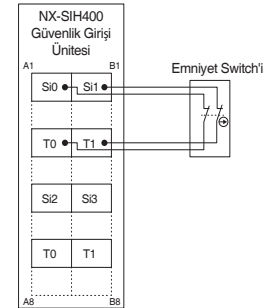 NX-SIH400
Güvenlik Girişi
Ünitesi
A1 B1
Emniyet Switch'i
Si0 Si1
T0 T1
Si2 Si3
T0 T1
A8 B8